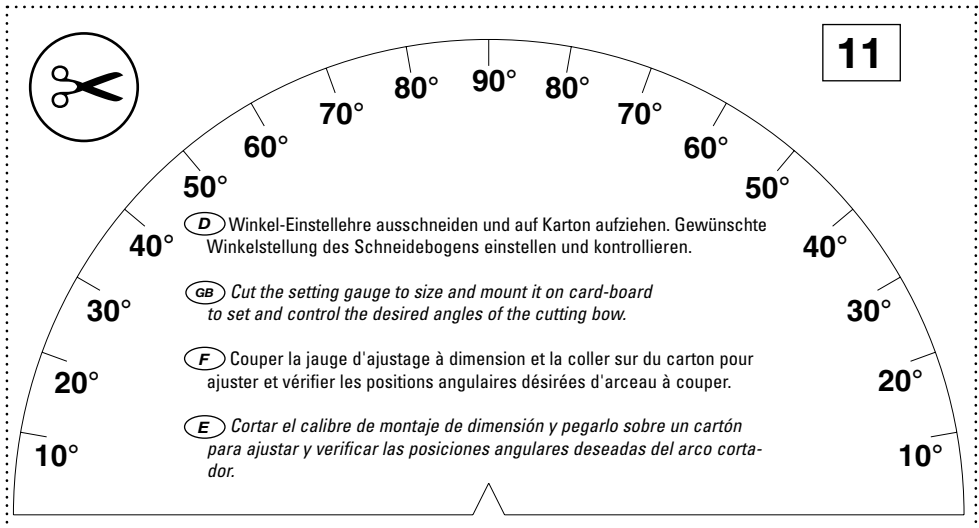 11
90°
80° 80°
70° 70°
60° 60°
50° 50°
40° 40°
30° 30°
20° 20°
10° 10°
D Winkel-Einstellehre ausschneiden und auf Karton aufziehen. Gewünschte
Winkelstellung des Schneidebogens einstellen und kontrollieren.
GB Cut the setting gauge to size and mount it on card-board
to set and control the desired angles of the cutting bow.
F Couper la jauge d'ajustage à dimension et la coller sur du carton pour
ajuster et vérifier les positions angulaires désirées d'arceau à couper.
E Cortar el calibre de montaje de dimensión y pegarlo sobre un cartón
para ajustar y verificar las posiciones angulares deseadas del arco corta-
dor.